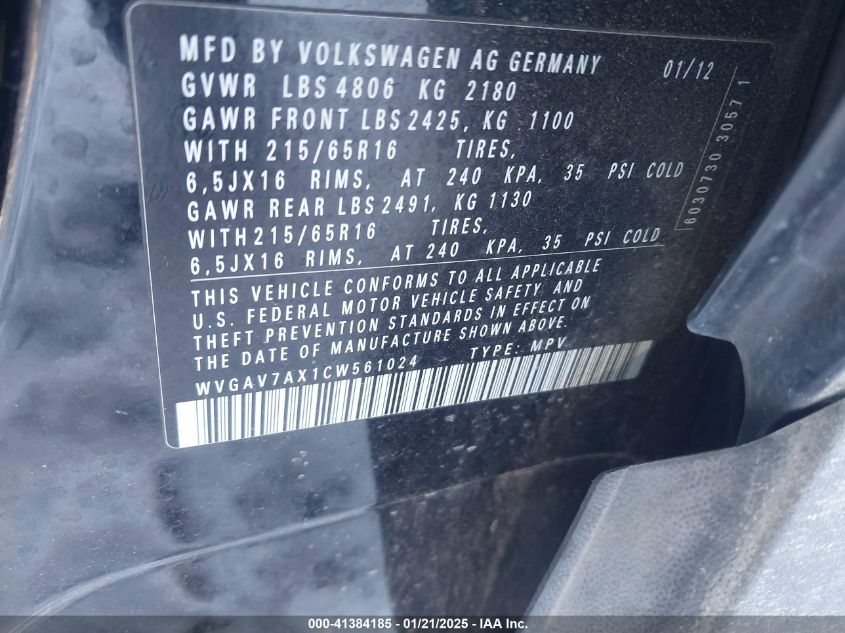 MFD BY VOLKSWAGEN AG GERMANY 01/12
GVWR LBS 4806 KG 2180
GAWR FRONT LBS 2425, KG 1100
WITH 215/65R16 TIRES,
6,5JX16 RIMS, AT 240 KPA, 35 PSI COLD
GAWR REAR LBS 2491, KG 1130
WITH 215/65R16 TIRES,
6,5JX16 RIMS, AT 240 KPA, 35 PSI COLD
THIS VEHICLE CONFORMS TO ALL APPLICABLE
U.S. FEDERAL MOTOR VEHICLE SAFETY AND
THEFT PREVENTION STANDARDS IN EFFECT ON
THE DATE OF MANUFACTURE SHOWN ABOVE.
WVGAV7AX1CW561024 TYPE: MPV
6030730 3057 1
000-41384185 — 01/21/2025 — IAA Inc.